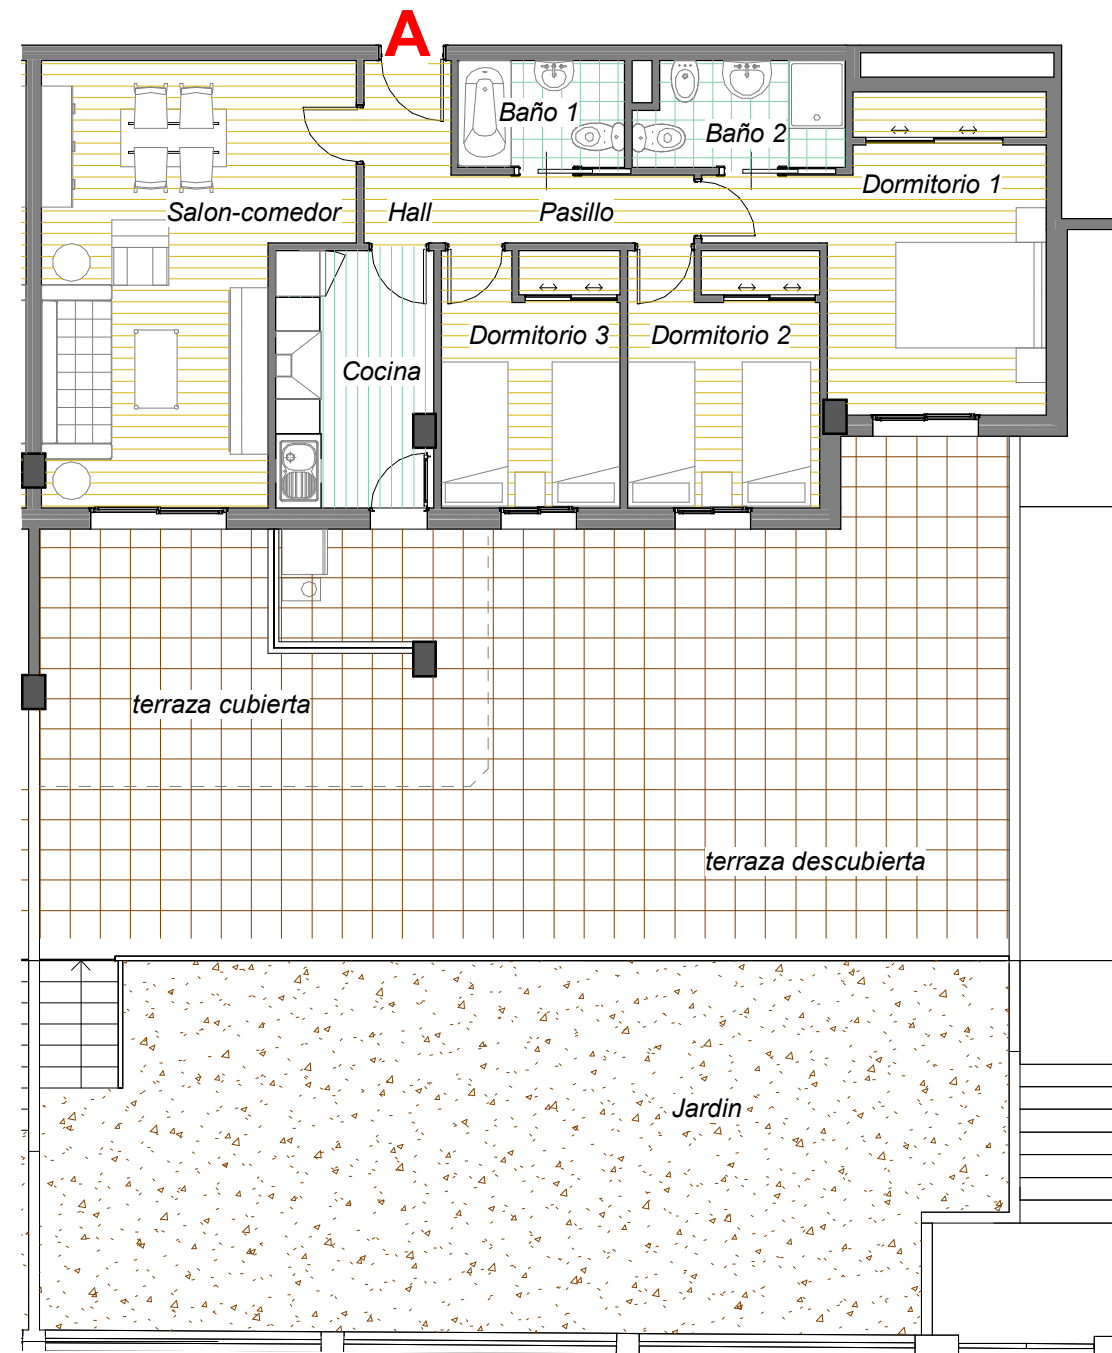 A
Baño 1
Baño 2
Dormitorio 1
Salon-comedor
Hall
Pasillo
Dormitorio 3
Dormitorio 2
Cocina
terraza cubierta
terraza descubierta
Jardin